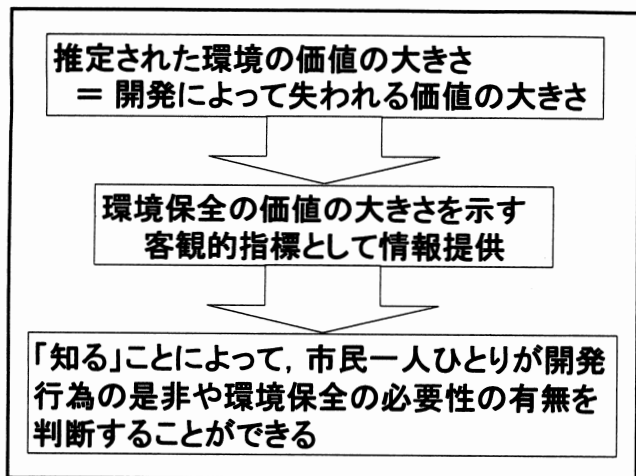 推定された環境の価値の大きさ
＝ 開発によって失われる価値の大きさ
環境保全の価値の大きさを示す
客観的指標として情報提供
「知る」ことによって, 市民一人ひとりが開発
行為の是非や環境保全の必要性の有無を
判断することができる